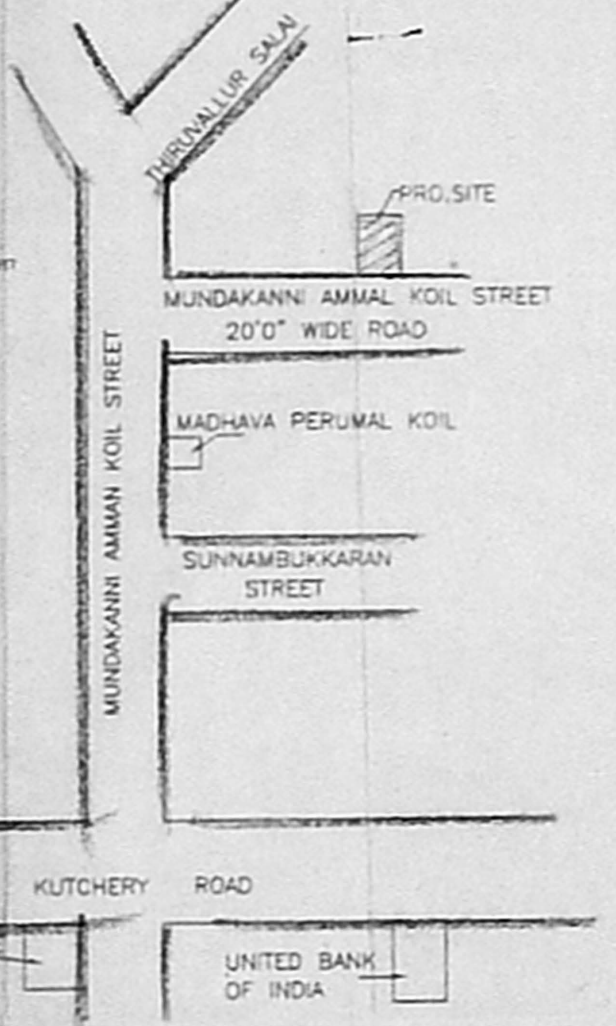 THIRUVALLUR SALAI
PRO.SITE
MUNDAKANNI AMMAL KOIL STREET
20'0" WIDE ROAD
MADHAVA PERUMAL KOIL
MUNDAKANNI AMMAN KOIL STREET
SUNNAMBUKKARAN
STREET
KUTCHERY ROAD
UNITED BANK
OF INDIA